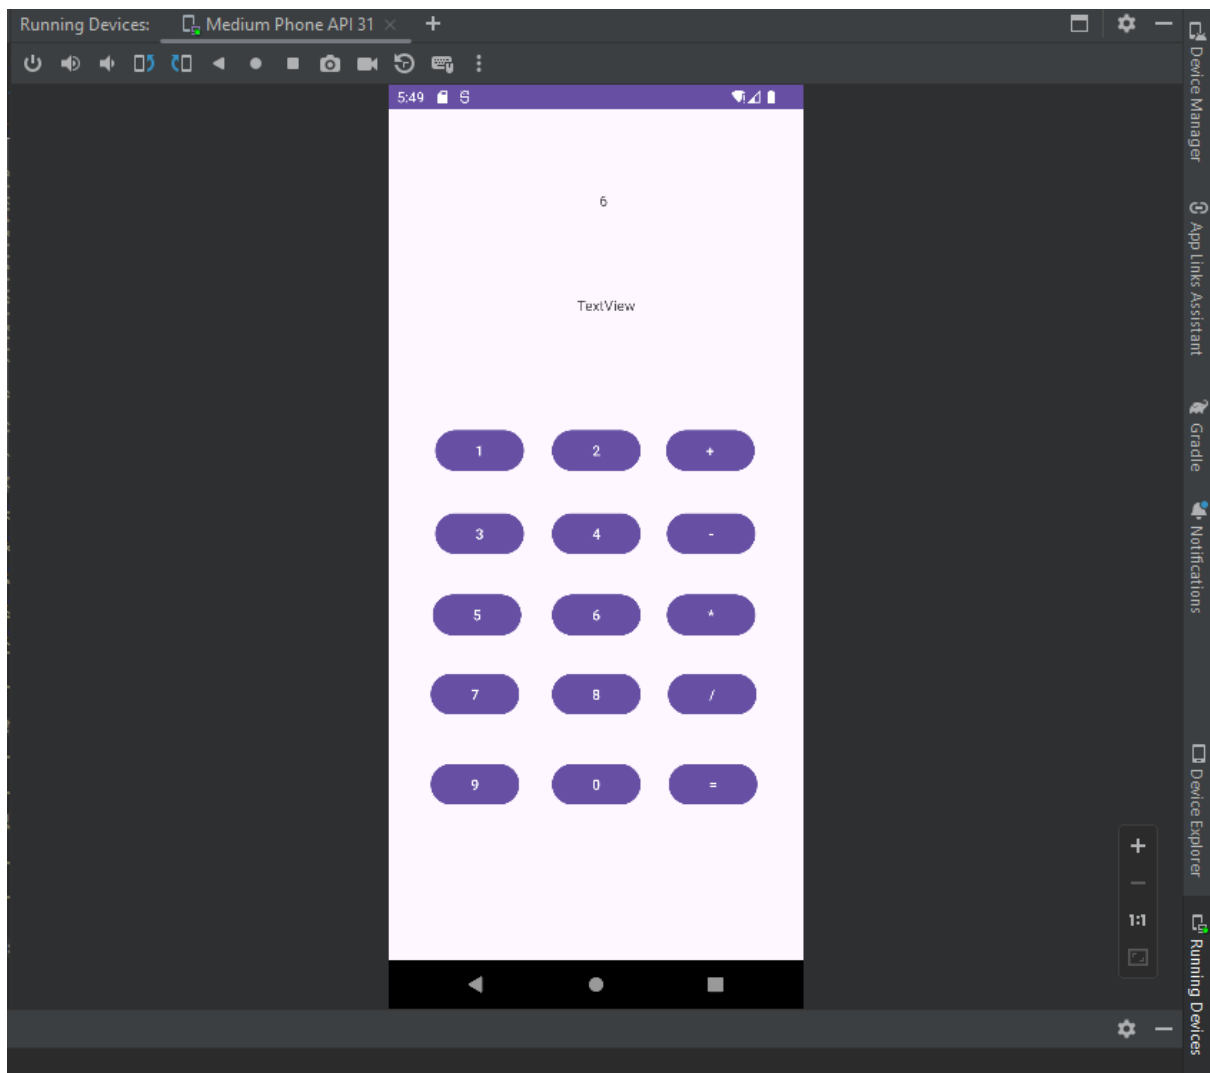 Running Devices: Medium Phone API 31
5:49
6
TextView
1 2 +
3 4 -
5 6 *
7 8 /
9 0 =
1:1
Device Manager
App Links Assistant
Gradle
Notifications
Device Explorer
Running Devices